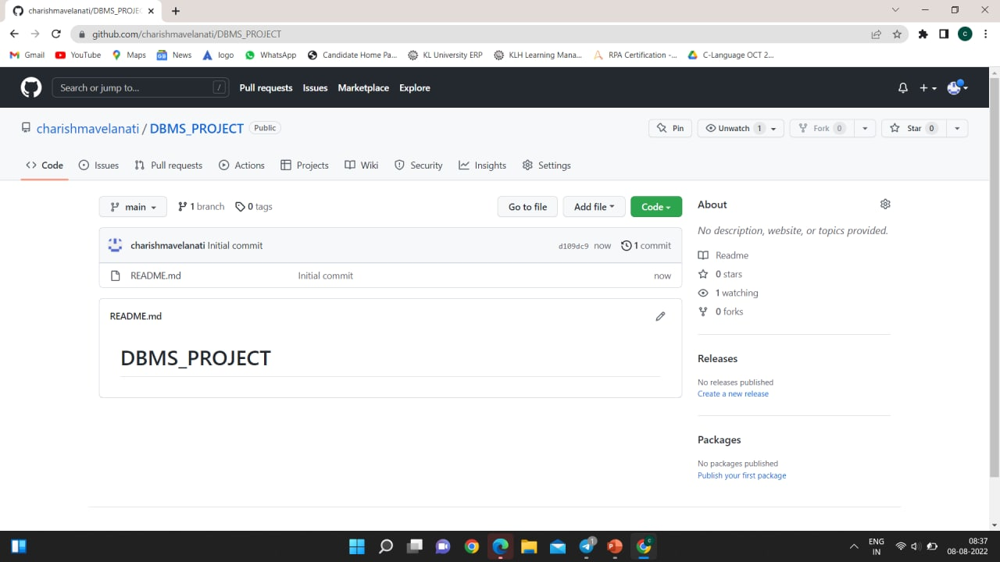 charishmavelanati/DBMS_PROJEC
github.com/charishmavelanati/DBMS_PROJECT
C
Gmail YouTube Maps News logo WhatsApp Candidate Home Pa... KL University ERP KLH Learning Mana... RPA Certification -... C-Language OCT 2...
Search or jump to... / Pull requests Issues Marketplace Explore
charishmavelanati / DBMS_PROJECT Public Pin Unwatch 1 Fork 0 Star 0
Code Issues Pull requests Actions Projects Wiki Security Insights Settings
main 1 branch 0 tags Go to file Add file Code
charishmavelanati Initial commit d109dc9 now 1 commit
README.md Initial commit now
README.md
DBMS_PROJECT
About
No description, website, or topics provided.
Readme
0 stars
1 watching
0 forks
Releases
No releases published
Create a new release
Packages
No packages published
Publish your first package
1
C
ENG
IN
08:37
08-08-2022